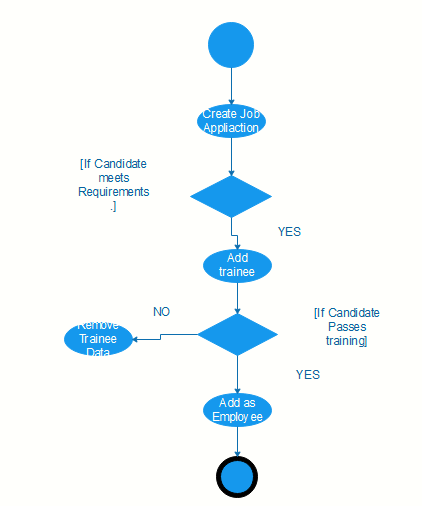 Create Job
Appliaction
[If Candidate
meets
Requirements
.]
YES
Add
trainee
NO
[If Candidate
Passes
training]
Remove
Trainee
Data
YES
Add as
Employee